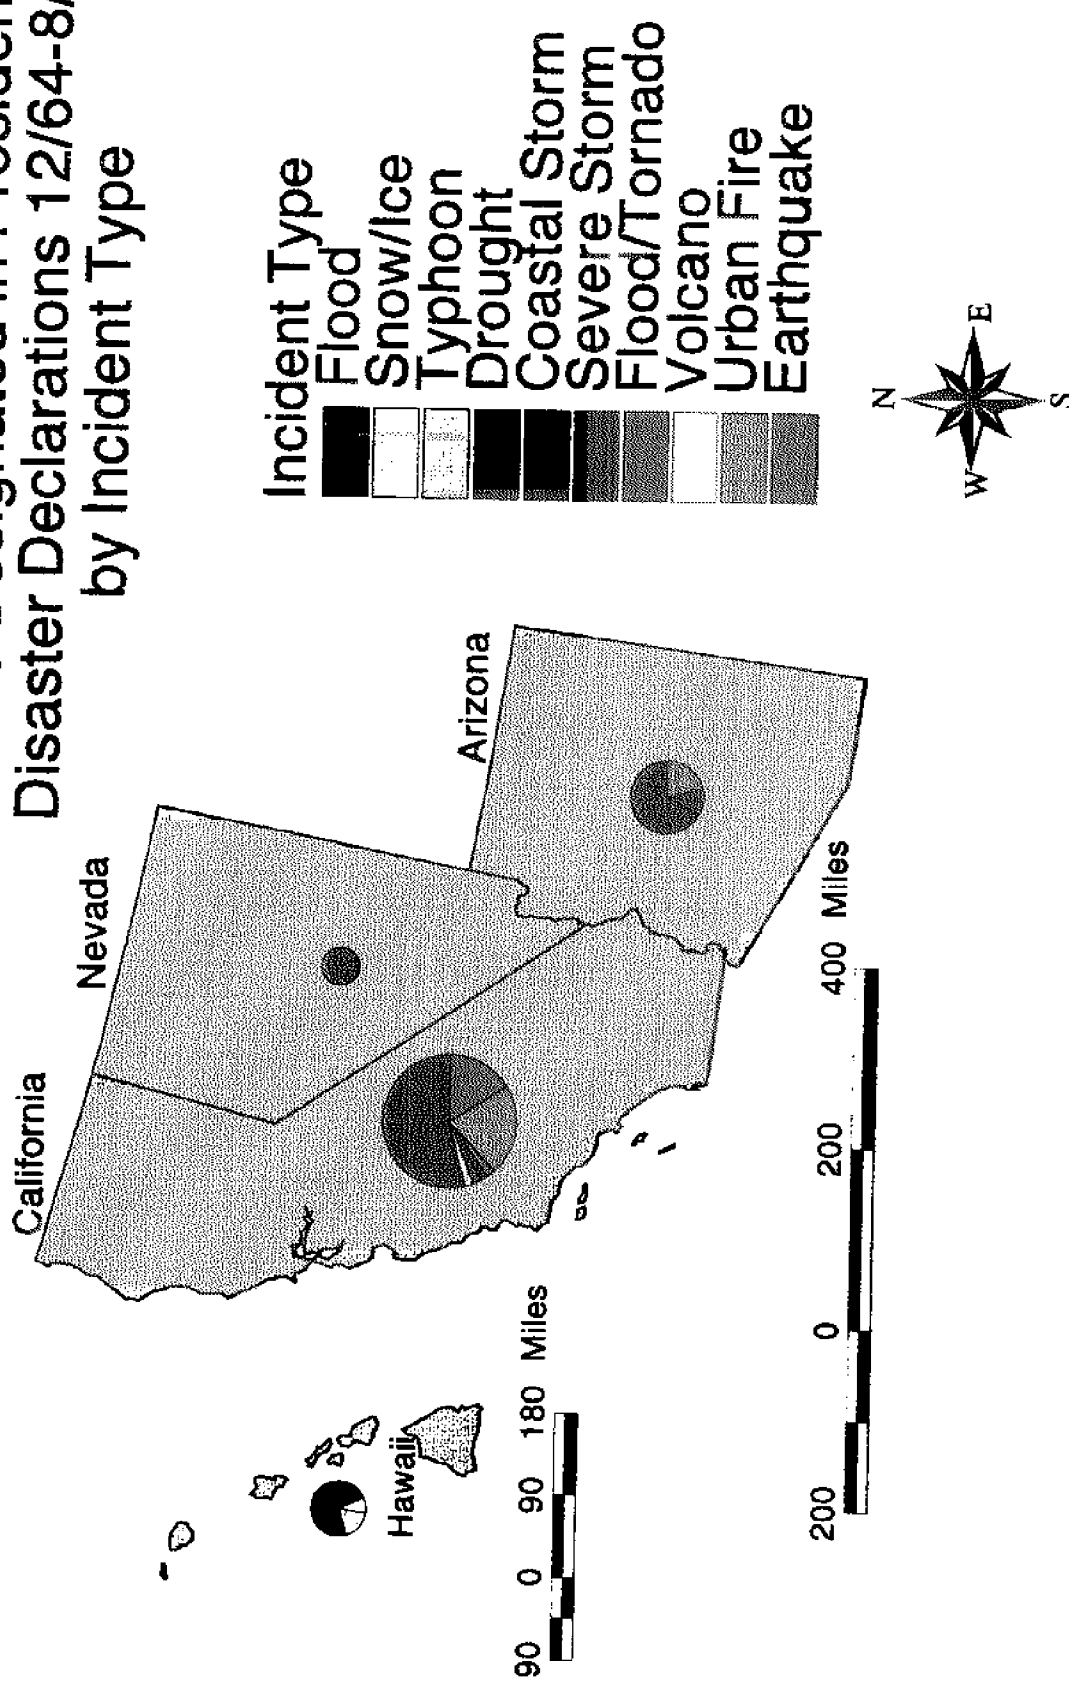 Disaster Declarations 12/64-8/
by Incident Type
Incident Type
Flood
Snow/Ice
Typhoon
Drought
Coastal Storm
Severe Storm
Flood/Tornado
Volcano
Urban Fire
Earthquake
N
W E
S
California
Nevada
Arizona
Hawaii
90 0 90 180 Miles
200 0 200 400 Miles